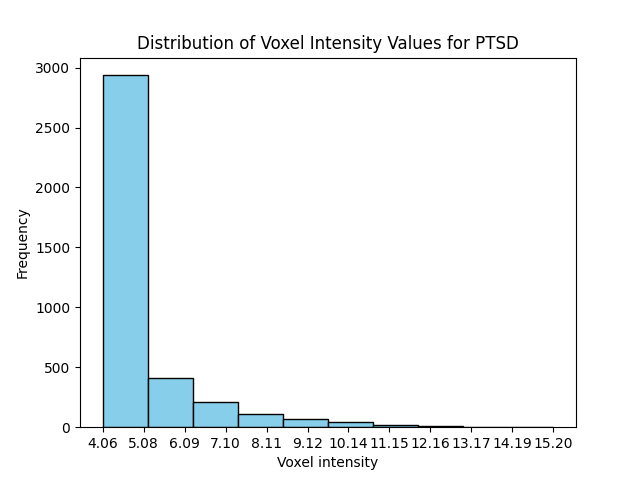 Distribution of Voxel Intensity Values for PTSD
3000
2500
2000
1500
1000
500
0
Frequency
4.06 5.08 6.09 7.10 8.11 9.12 10.14 11.15 12.16 13.17 14.19 15.20
Voxel intensity